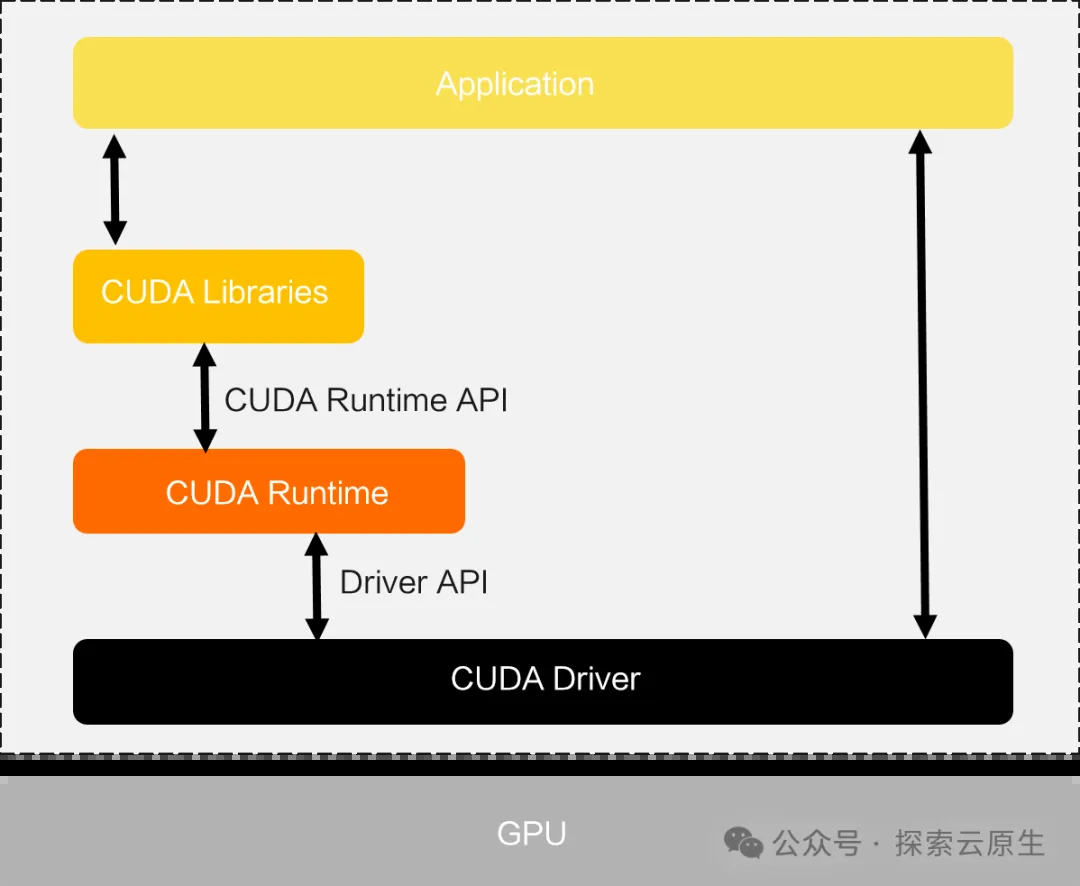 Application
CUDA Libraries
CUDA Runtime API
CUDA Runtime
Driver API
CUDA Driver
GPU
公众号 · 探索云原生